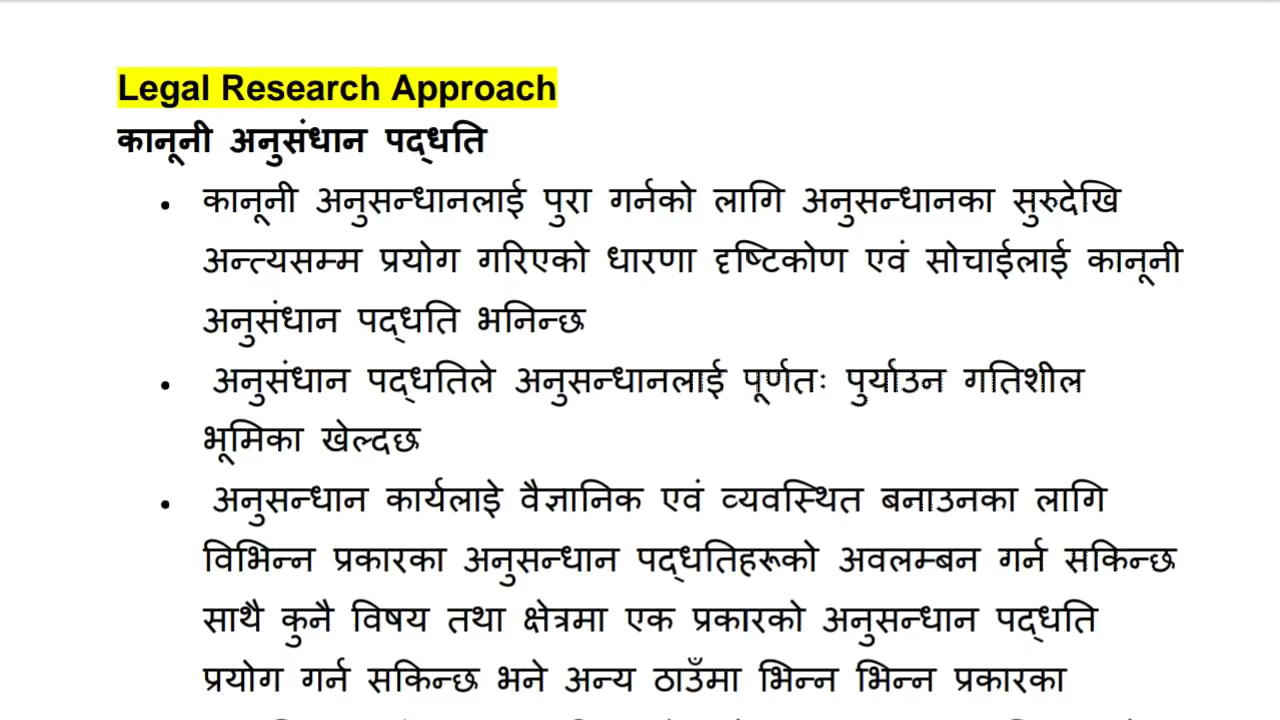 Legal Research Approach
कानूनी अनुसंधान पद्धति
• कानूनी अनुसन्धानलाई पुरा गर्नको लागि अनुसन्धानका सुरुदेखि
अन्त्यसम्म प्रयोग गरिएको धारणा दृष्टिकोण एवं सोचाईलाई कानूनी
अनुसंधान पद्धति भनिन्छ
• अनुसंधान पद्धतिले अनुसन्धानलाई पूर्णतः पुर्याउन गतिशील
भूमिका खेल्दछ
• अनुसन्धान कार्यलाइे वैज्ञानिक एवं व्यवस्थित बनाउनका लागि
विभिन्न प्रकारका अनुसन्धान पद्धतिहरूको अवलम्बन गर्न सकिन्छ
साथै कुनै विषय तथा क्षेत्रमा एक प्रकारको अनुसन्धान पद्धति
प्रयोग गर्न सकिन्छ भने अन्य ठाउँमा भिन्न भिन्न प्रकारका